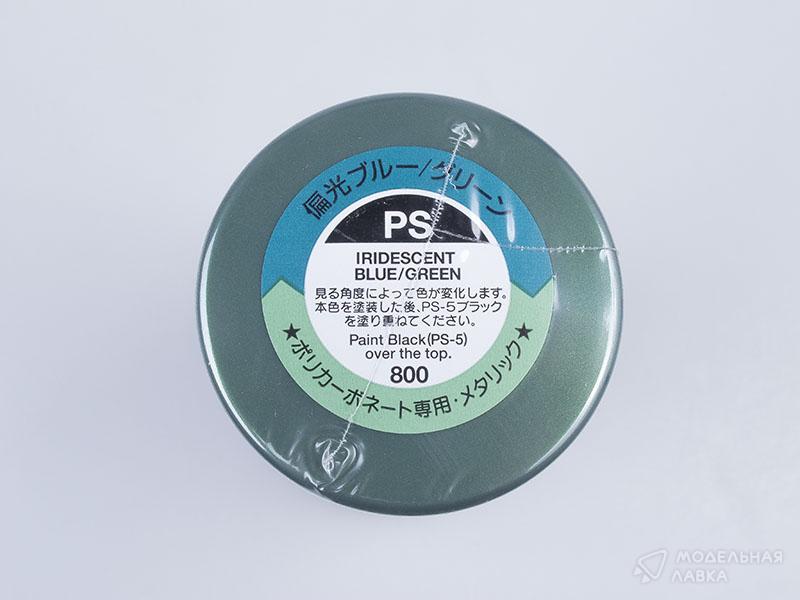 偏光ブルー/グリーン
PS
IRIDESCENT
BLUE/GREEN
見る角度によって色が変化します。
本色を塗装した後、PS-5ブラック
を塗り重ねてください。
Paint Black(PS-5)
over the top.
800
★ポリカーボネート専用・メタリック★
МОДЕЛЬНАЯ
ЛАВКА